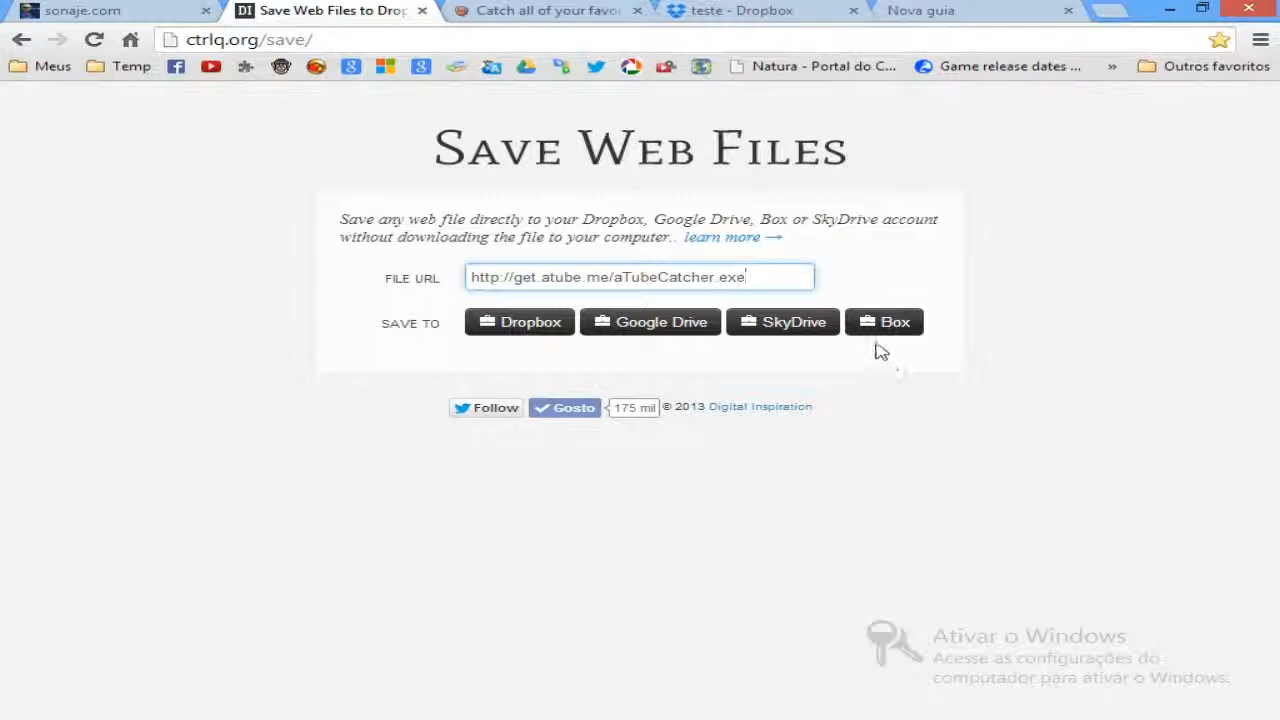 sonaje.com
Save Web Files to Drop
Catch all of your favo
teste - Dropbox
Nova guia
ctrlq.org/save/
Meus
Temp
Natura - Portal do C...
Game release dates ...
»
Outros favoritos
SAVE WEB FILES
Save any web file directly to your Dropbox, Google Drive, Box or SkyDrive account
without downloading the file to your computer.. learn more →
FILE URL
http://get.atube.me/aTubeCatcher.exe
SAVE TO
Dropbox
Google Drive
SkyDrive
Box
Follow
Gosto
175 mil
© 2013 Digital Inspiration
Ativar o Windows
Acesse as configurações do
computador para ativar o Windows.